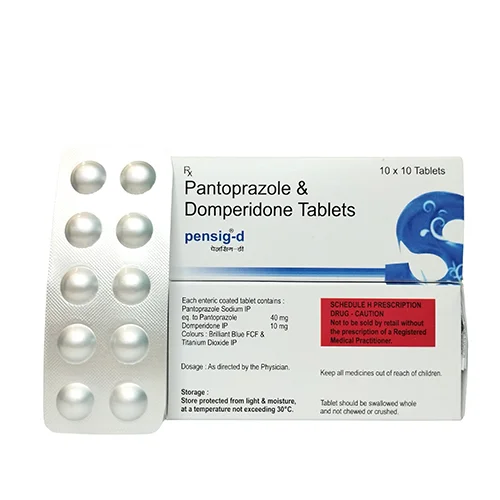 Rx
10 x 10 Tablets
Pantoprazole &
Domperidone Tablets
pensig-d®
पेन्सिग-डी
Each enteric coated tablet contains :
Pantoprazole Sodium IP
eq. to Pantoprazole 40 mg
Domperidone IP 10 mg
Colours : Brilliant Blue FCF &
Titanium Dioxide IP
Dosage : As directed by the Physician.
Storage :
Store protected from light & moisture,
at a temperature not exceeding 30°C.
SCHEDULE H PRESCRIPTION
DRUG - CAUTION
Not to be sold by retail without
the prescription of a Registered
Medical Practitioner.
Keep all medicines out of reach of children.
Tablet should be swallowed whole
and not chewed or crushed.